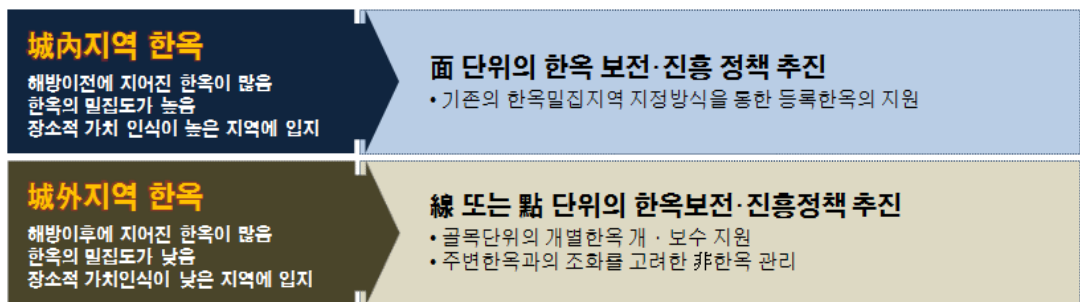 城內지역 한옥
해방이전에 지어진 한옥이 많음
한옥의 밀집도가 높음
장소적 가치 인식이 높은 지역에 입지
面 단위의 한옥 보전·진흥 정책 추진
• 기존의 한옥밀집지역 지정방식을 통한 등록한옥의 지원
城外지역 한옥
해방이후에 지어진 한옥이 많음
한옥의 밀집도가 낮음
장소적 가치인식이 낮은 지역에 입지
線 또는 點 단위의 한옥보전·진흥정책 추진
• 골목단위의 개별한옥 개 · 보수 지원
• 주변한옥과의 조화를 고려한 非한옥 관리